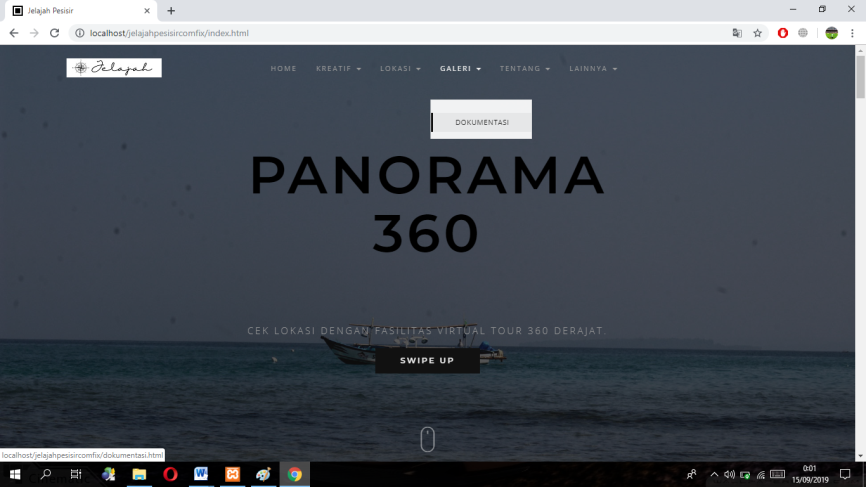 Jelajah Pesisir
localhost/jelajahpesisircomfix/index.html
Jelajah
HOME KREATIF LOKASI GALERI TENTANG LAINNYA
DOKUMENTASI
PANORAMA
360
CEK LOKASI DENGAN FASILITAS VIRTUAL TOUR 360 DERAJAT.
SWIPE UP
localhost/jelajahpesisircomfix/dokumentasi.html
0:01
15/09/2019